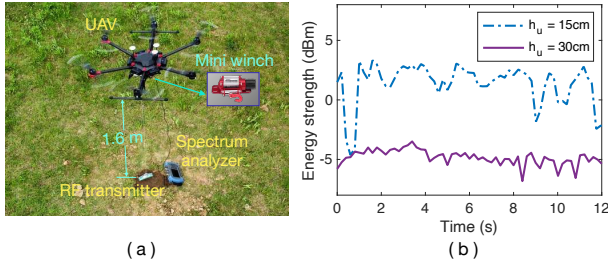 UAV
Mini winch
1.6 m
Spectrum
analyzer
RF transmitter
(a)
Energy strength (dBm)
5
0
-5
h_u = 15cm
h_u = 30cm
0 2 4 6 8 10 12
Time (s)
(b)